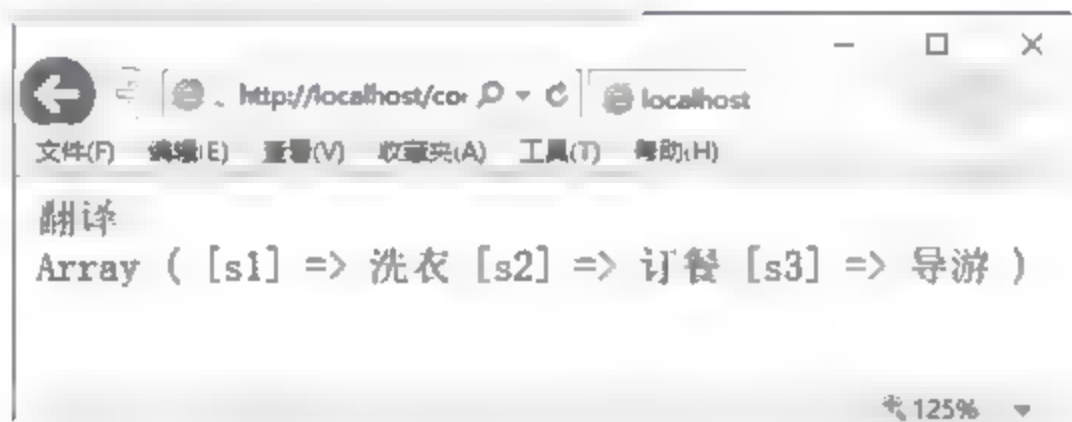 http://localhost/cor
localhost
文件(F) 编辑(E) 查看(V) 收藏夹(A) 工具(T) 帮助(H)
翻译
Array ( [s1] => 洗衣 [s2] => 订餐 [s3] => 导游 )
125%